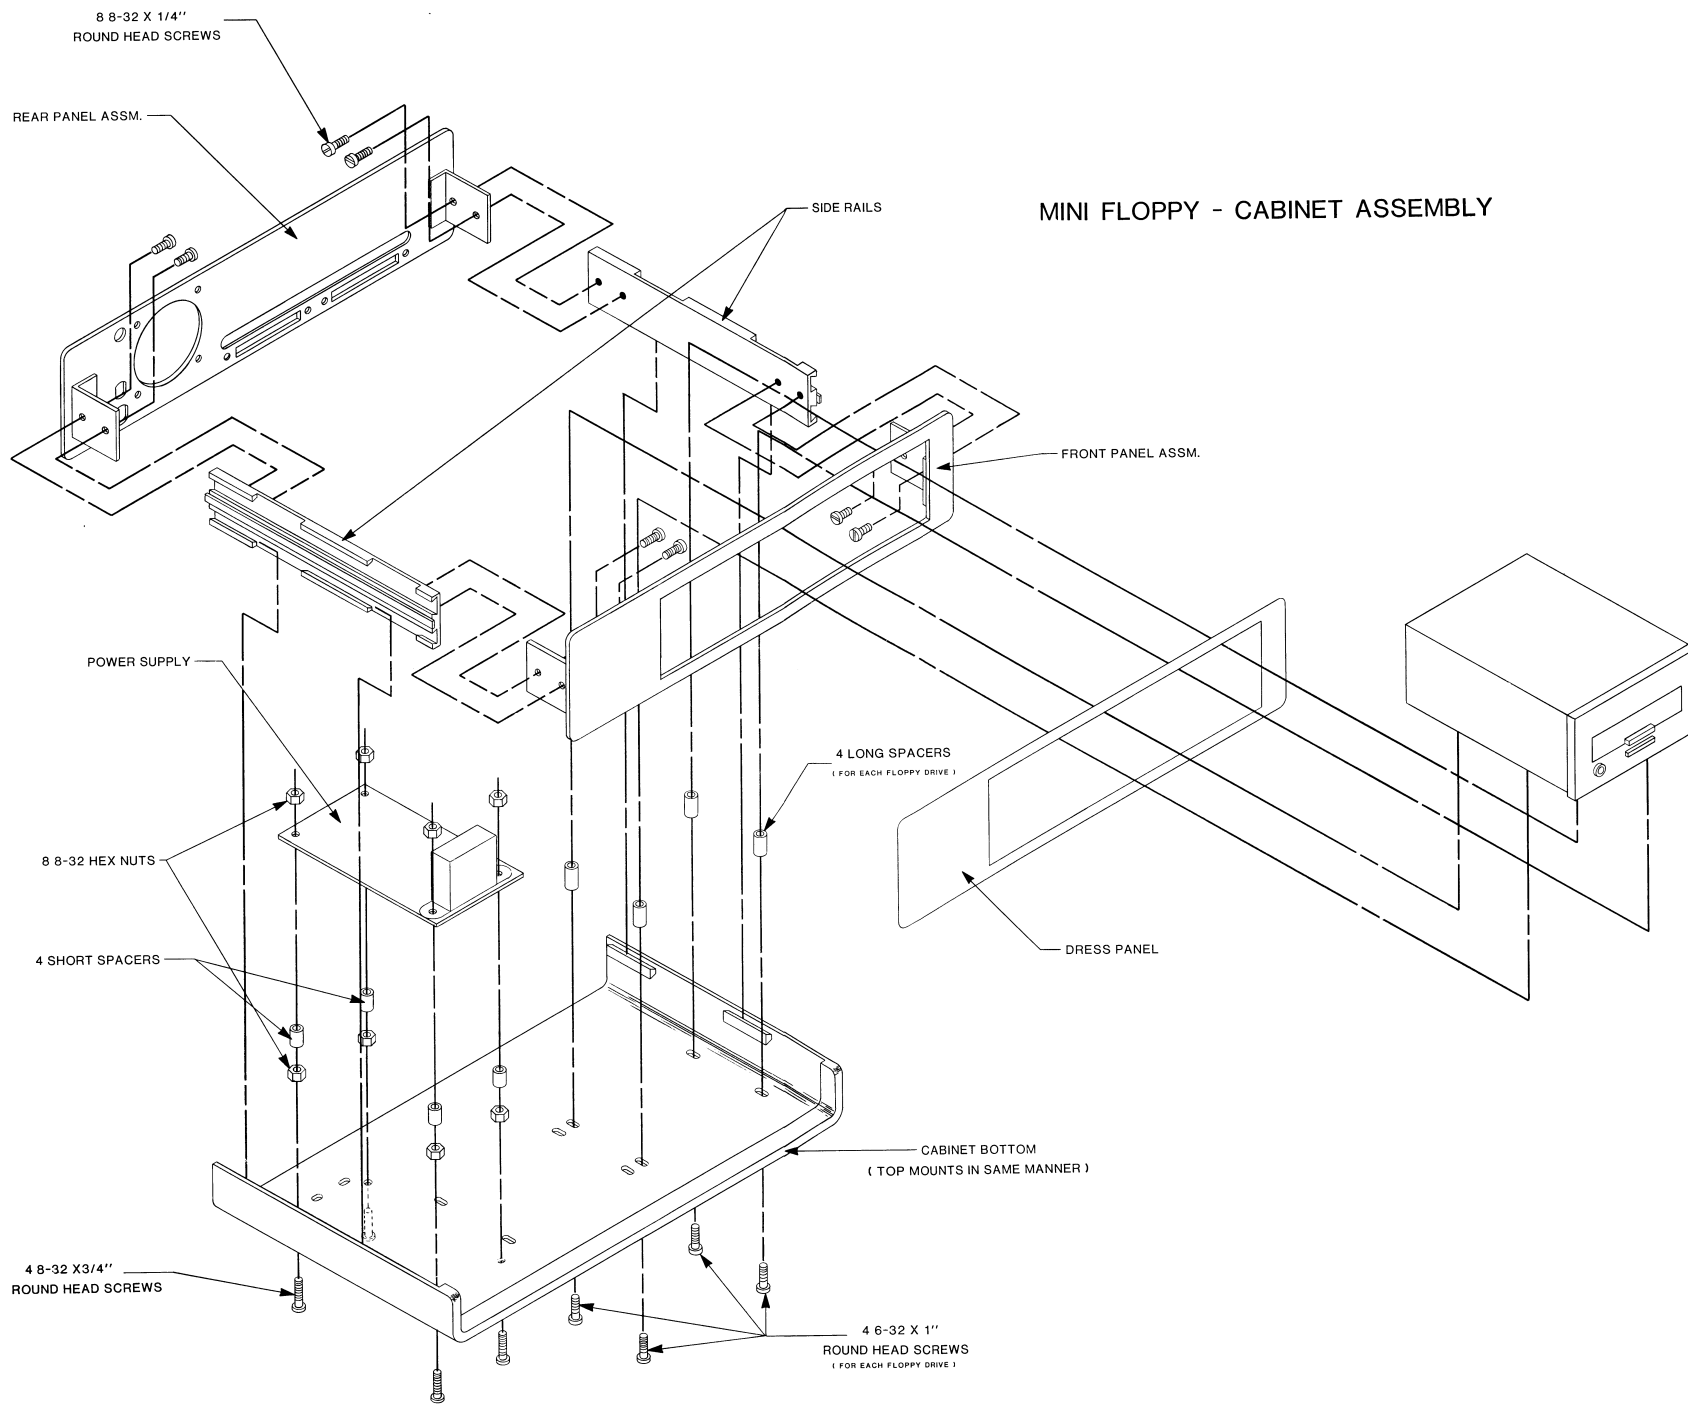 8 8-32 X 1/4''
ROUND HEAD SCREWS
REAR PANEL ASSM.
SIDE RAILS
MINI FLOPPY - CABINET ASSEMBLY
FRONT PANEL ASSM.
POWER SUPPLY
4 LONG SPACERS
( FOR EACH FLOPPY DRIVE )
8 8-32 HEX NUTS
4 SHORT SPACERS
DRESS PANEL
CABINET BOTTOM
( TOP MOUNTS IN SAME MANNER )
4 8-32 X3/4''
ROUND HEAD SCREWS
4 6-32 X 1''
ROUND HEAD SCREWS
( FOR EACH FLOPPY DRIVE )